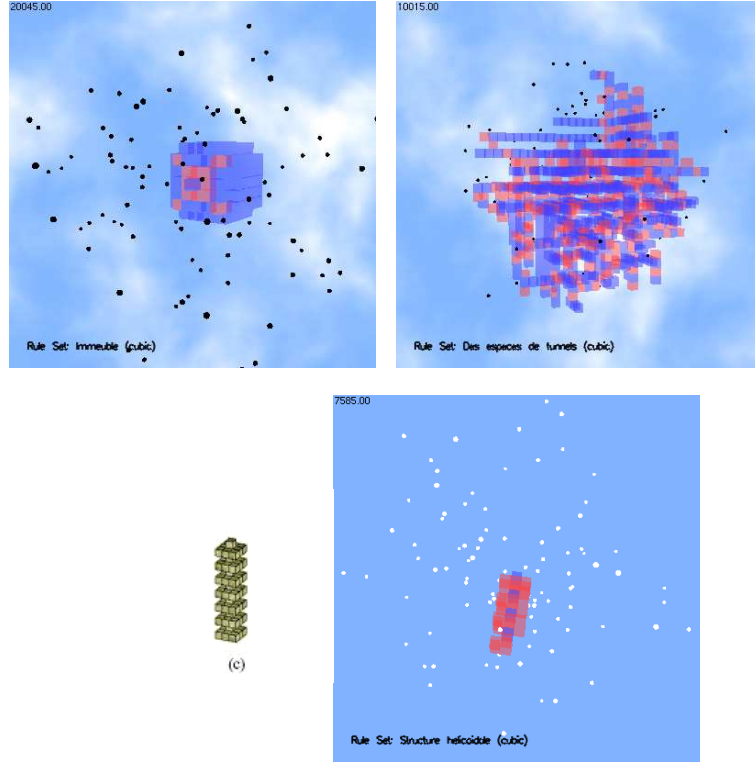 20045.00
10015.00
Rule Set: Immeuble (cubic)
Rule Set: Des especes de tunnels (cubic)
7585.00
(c)
Rule Set: Structure helicoidale (cubic)